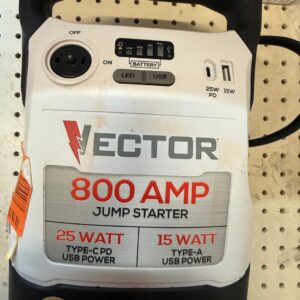 OFF
ON
BATTERY
LED USB
25W PD 15W
VECTOR
800 AMP
JUMP STARTER
25 WATT
TYPE-C PD
USB POWER
15 WATT
TYPE-A
USB POWER